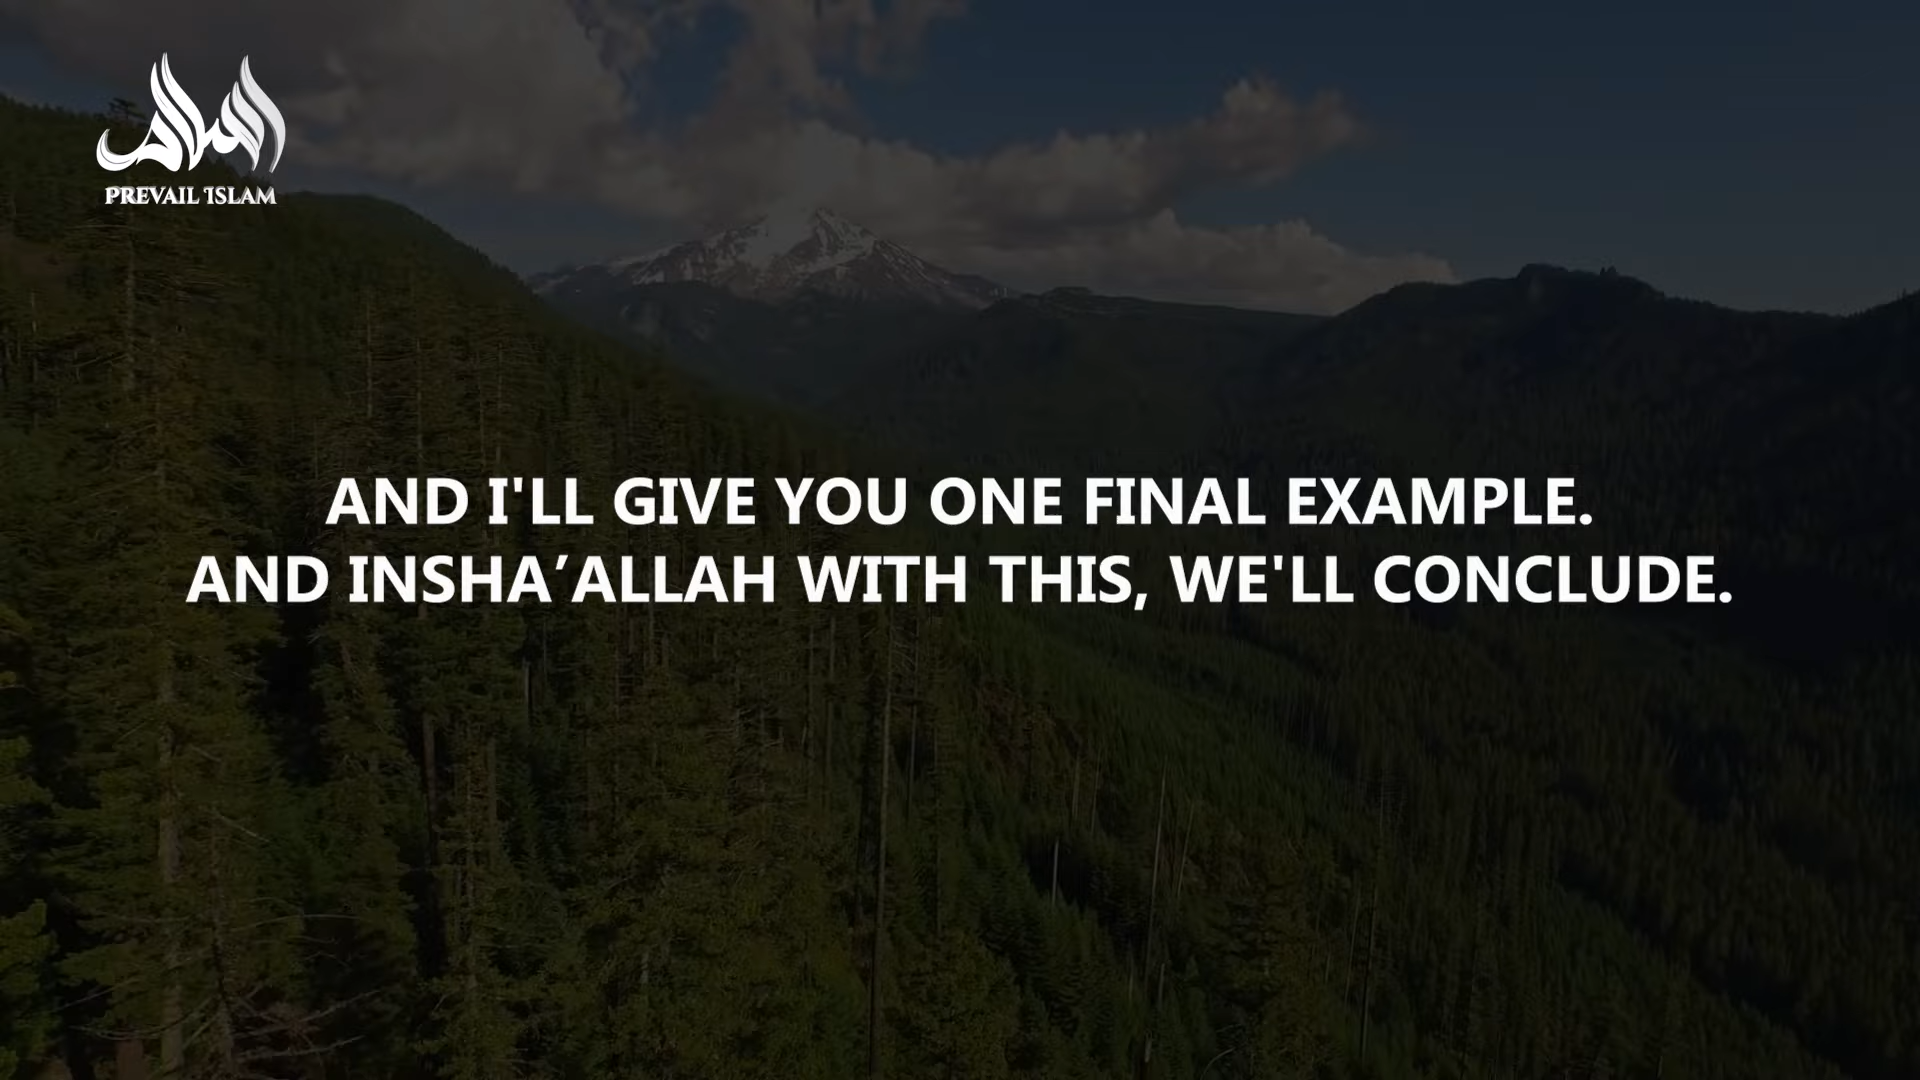 PREVAIL ISLAM
AND I'LL GIVE YOU ONE FINAL EXAMPLE.
AND INSHA’ALLAH WITH THIS, WE'LL CONCLUDE.